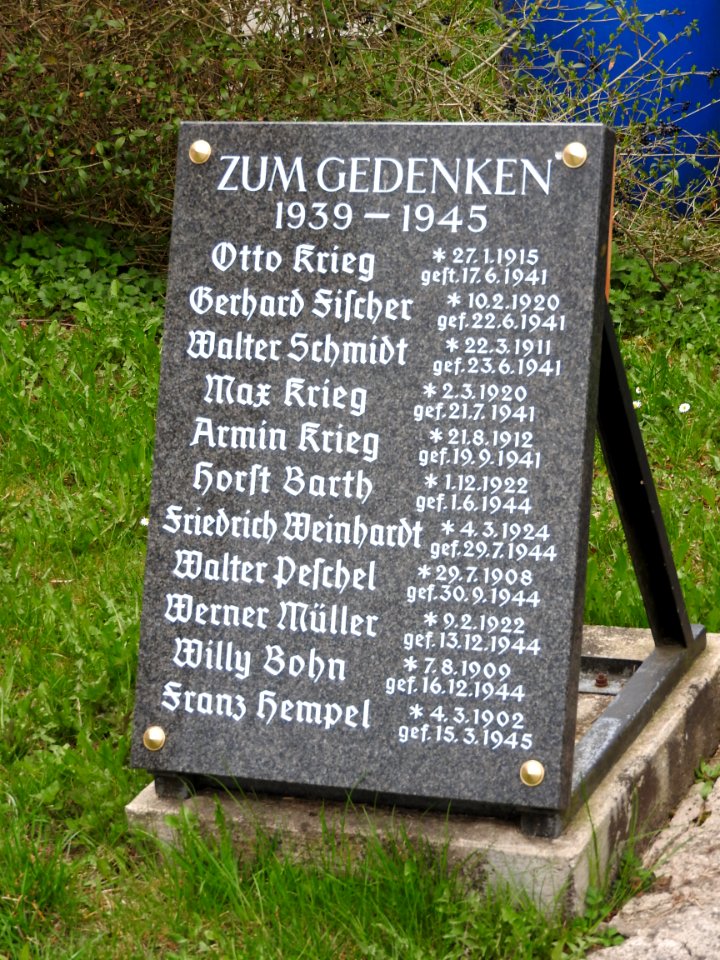 ZUM GEDENKEN
1939 – 1945
Otto Krieg * 27.1.1915
gest. 17.6.1941
Gerhard Fiſcher * 10.2.1920
gef. 22.6.1941
Walter Schmidt * 22.3.1911
gef. 23.6.1941
Max Krieg * 2.3.1920
gef. 21.7.1941
Armin Krieg * 21.8.1912
gef. 19.9.1941
Horſt Barth * 1.12.1922
gef. 1.6.1944
Friedrich Weinhardt * 4.3.1924
gef. 29.7.1944
Walter Peſchel * 29.7.1908
gef. 30.9.1944
Werner Müller * 9.2.1922
gef. 13.12.1944
Willy Bohn * 7.8.1909
gef. 16.12.1944
Franz Hempel * 4.3.1902
gef. 15.3.1945